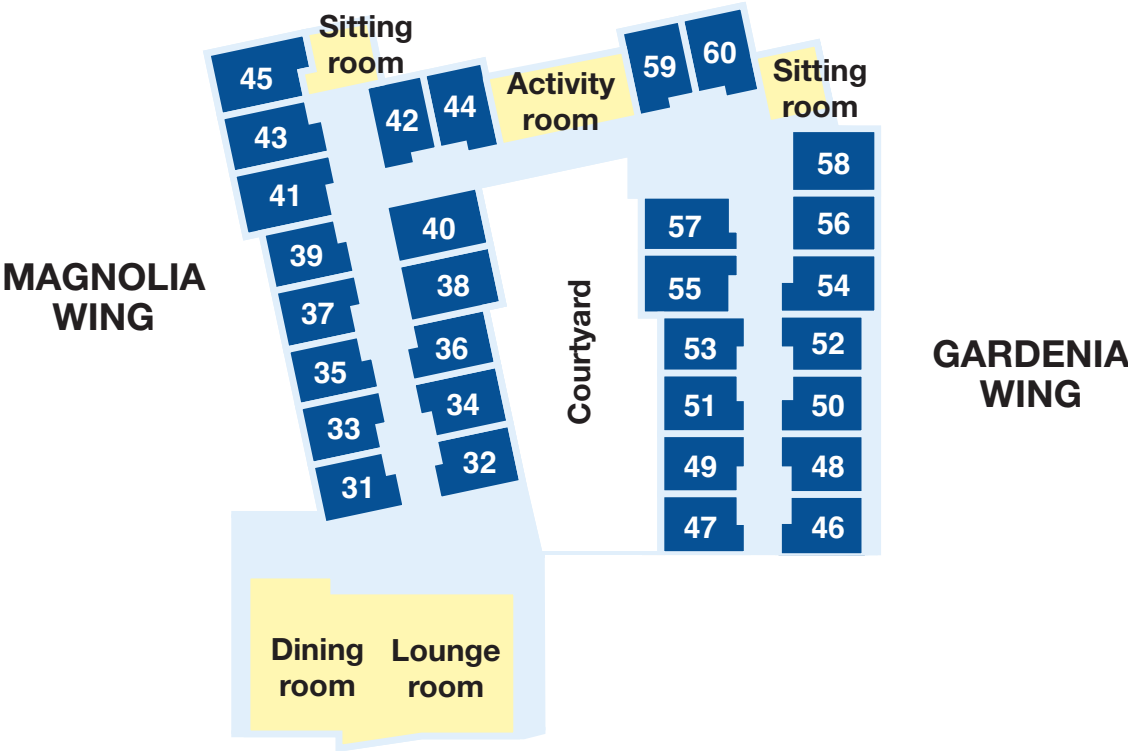 Sitting
room
45
43
41
39
37
35
33
31
42
44
40
38
36
34
32
MAGNOLIA
WING
Activity
room
59
60
Sitting
room
Courtyard
57
55
53
51
49
47
58
56
54
52
50
48
46
GARDENIA
WING
Dining
room
Lounge
room